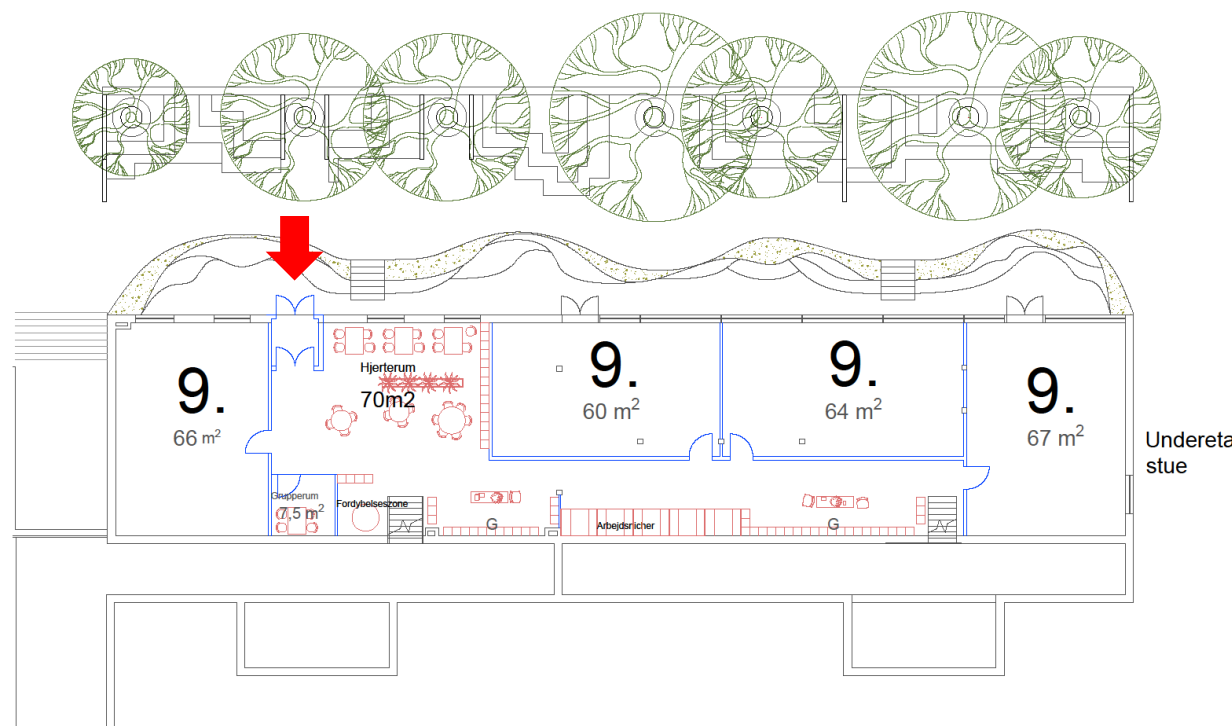 Hjerterum
70m2
9.
66 m²
9.
60 m²
9.
64 m²
9.
67 m²
Undereta
stue
Grupperum
7,5 m²
Fordybelseszone
G
Arbejdsnicher
G